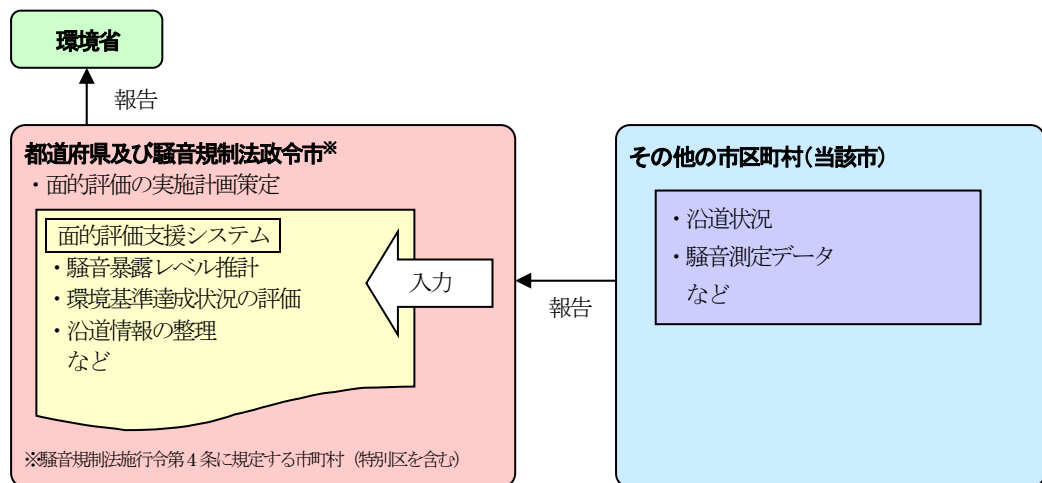 環境省
報告
都道府県及び騒音規制法政令市※
・面的評価の実施計画策定
面的評価支援システム
・騒音暴露レベル推計
・環境基準達成状況の評価
・沿道情報の整理
など
入力
※騒音規制法施行令第4条に規定する市町村（特別区を含む）
報告
その他の市区町村（当該市）
・沿道状況
・騒音測定データ
など